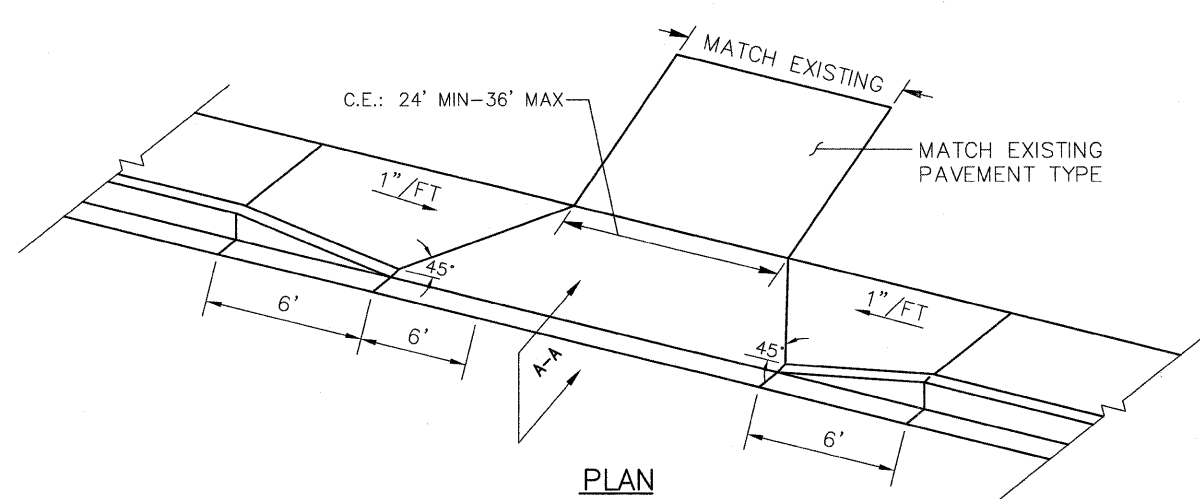 MATCH EXISTING
C.E.: 24' MIN-36' MAX
MATCH EXISTING
PAVEMENT TYPE
1"/FT
45°
1"/FT
6'
6'
A-A
45°
6'
PLAN